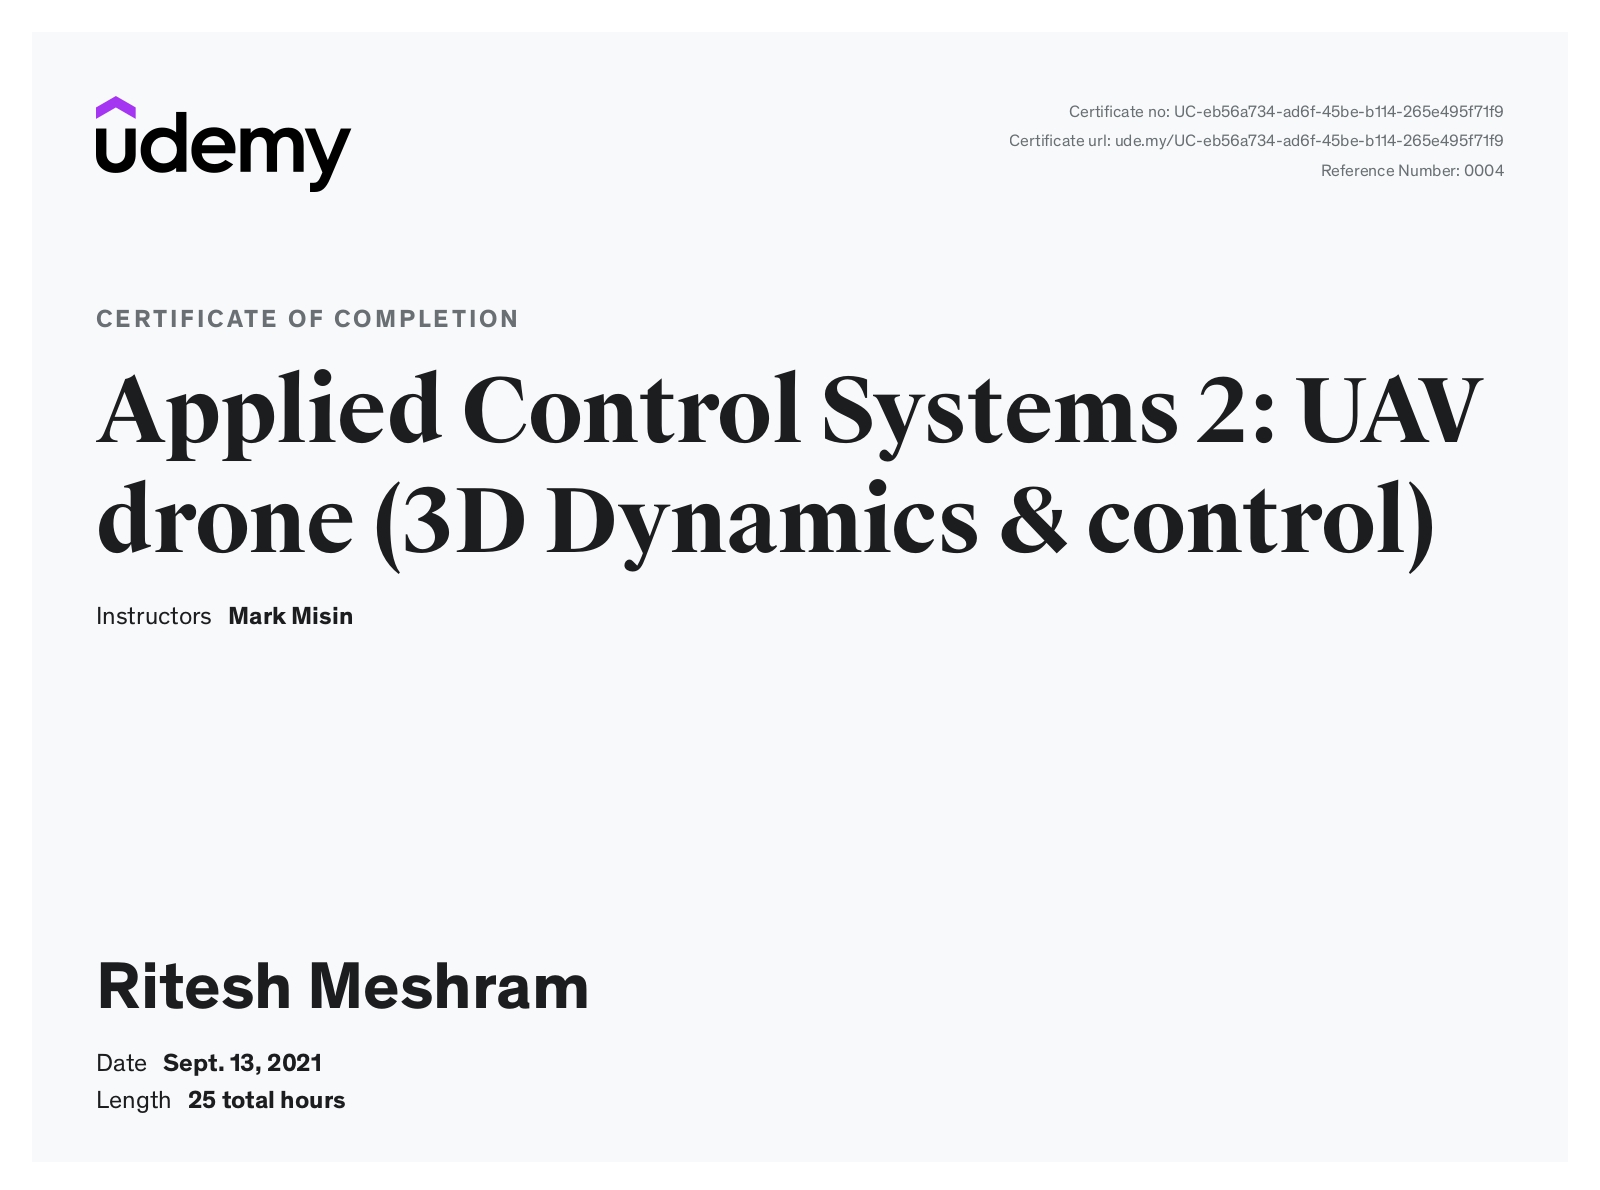 udemy
Certificate no: UC-eb56a734-ad6f-45be-b114-265e495f71f9
Certificate url: ude.my/UC-eb56a734-ad6f-45be-b114-265e495f71f9
Reference Number: 0004
CERTIFICATE OF COMPLETION
Applied Control Systems 2: UAV
drone (3D Dynamics & control)
Instructors Mark Misin
Ritesh Meshram
Date Sept. 13, 2021
Length 25 total hours